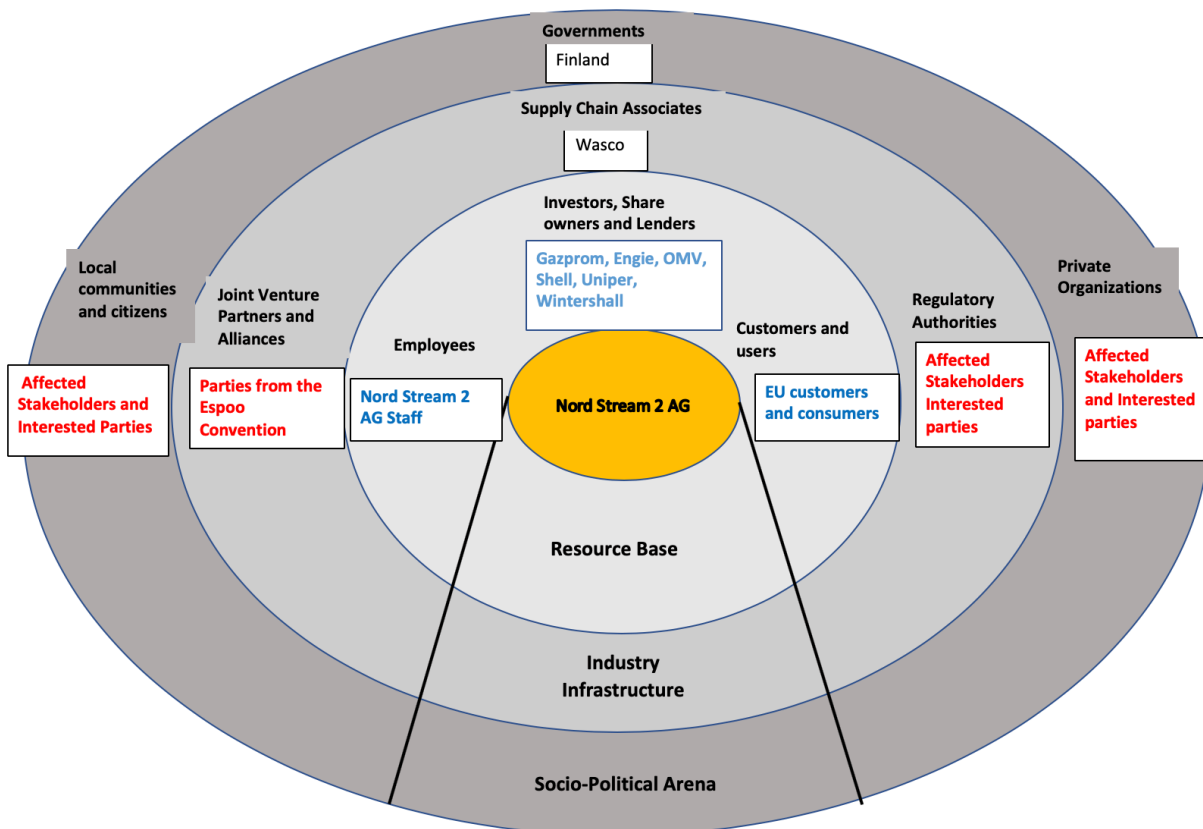 Governments
Finland
Supply Chain Associates
Wasco
Investors, Share
owners and Lenders
Gazprom, Engie, OMV,
Shell, Uniper,
Wintershall
Local
communities
and citizens
Affected
Stakeholders and
Interested Parties
Joint Venture
Partners and
Alliances
Parties from the
Espoo
Convention
Employees
Nord Stream 2
AG Staff
Nord Stream 2 AG
Customers and
users
EU customers
and consumers
Regulatory
Authorities
Affected
Stakeholders
Interested
parties
Private
Organizations
Affected
Stakeholders
and Interested
parties
Resource Base
Industry
Infrastructure
Socio-Political Arena